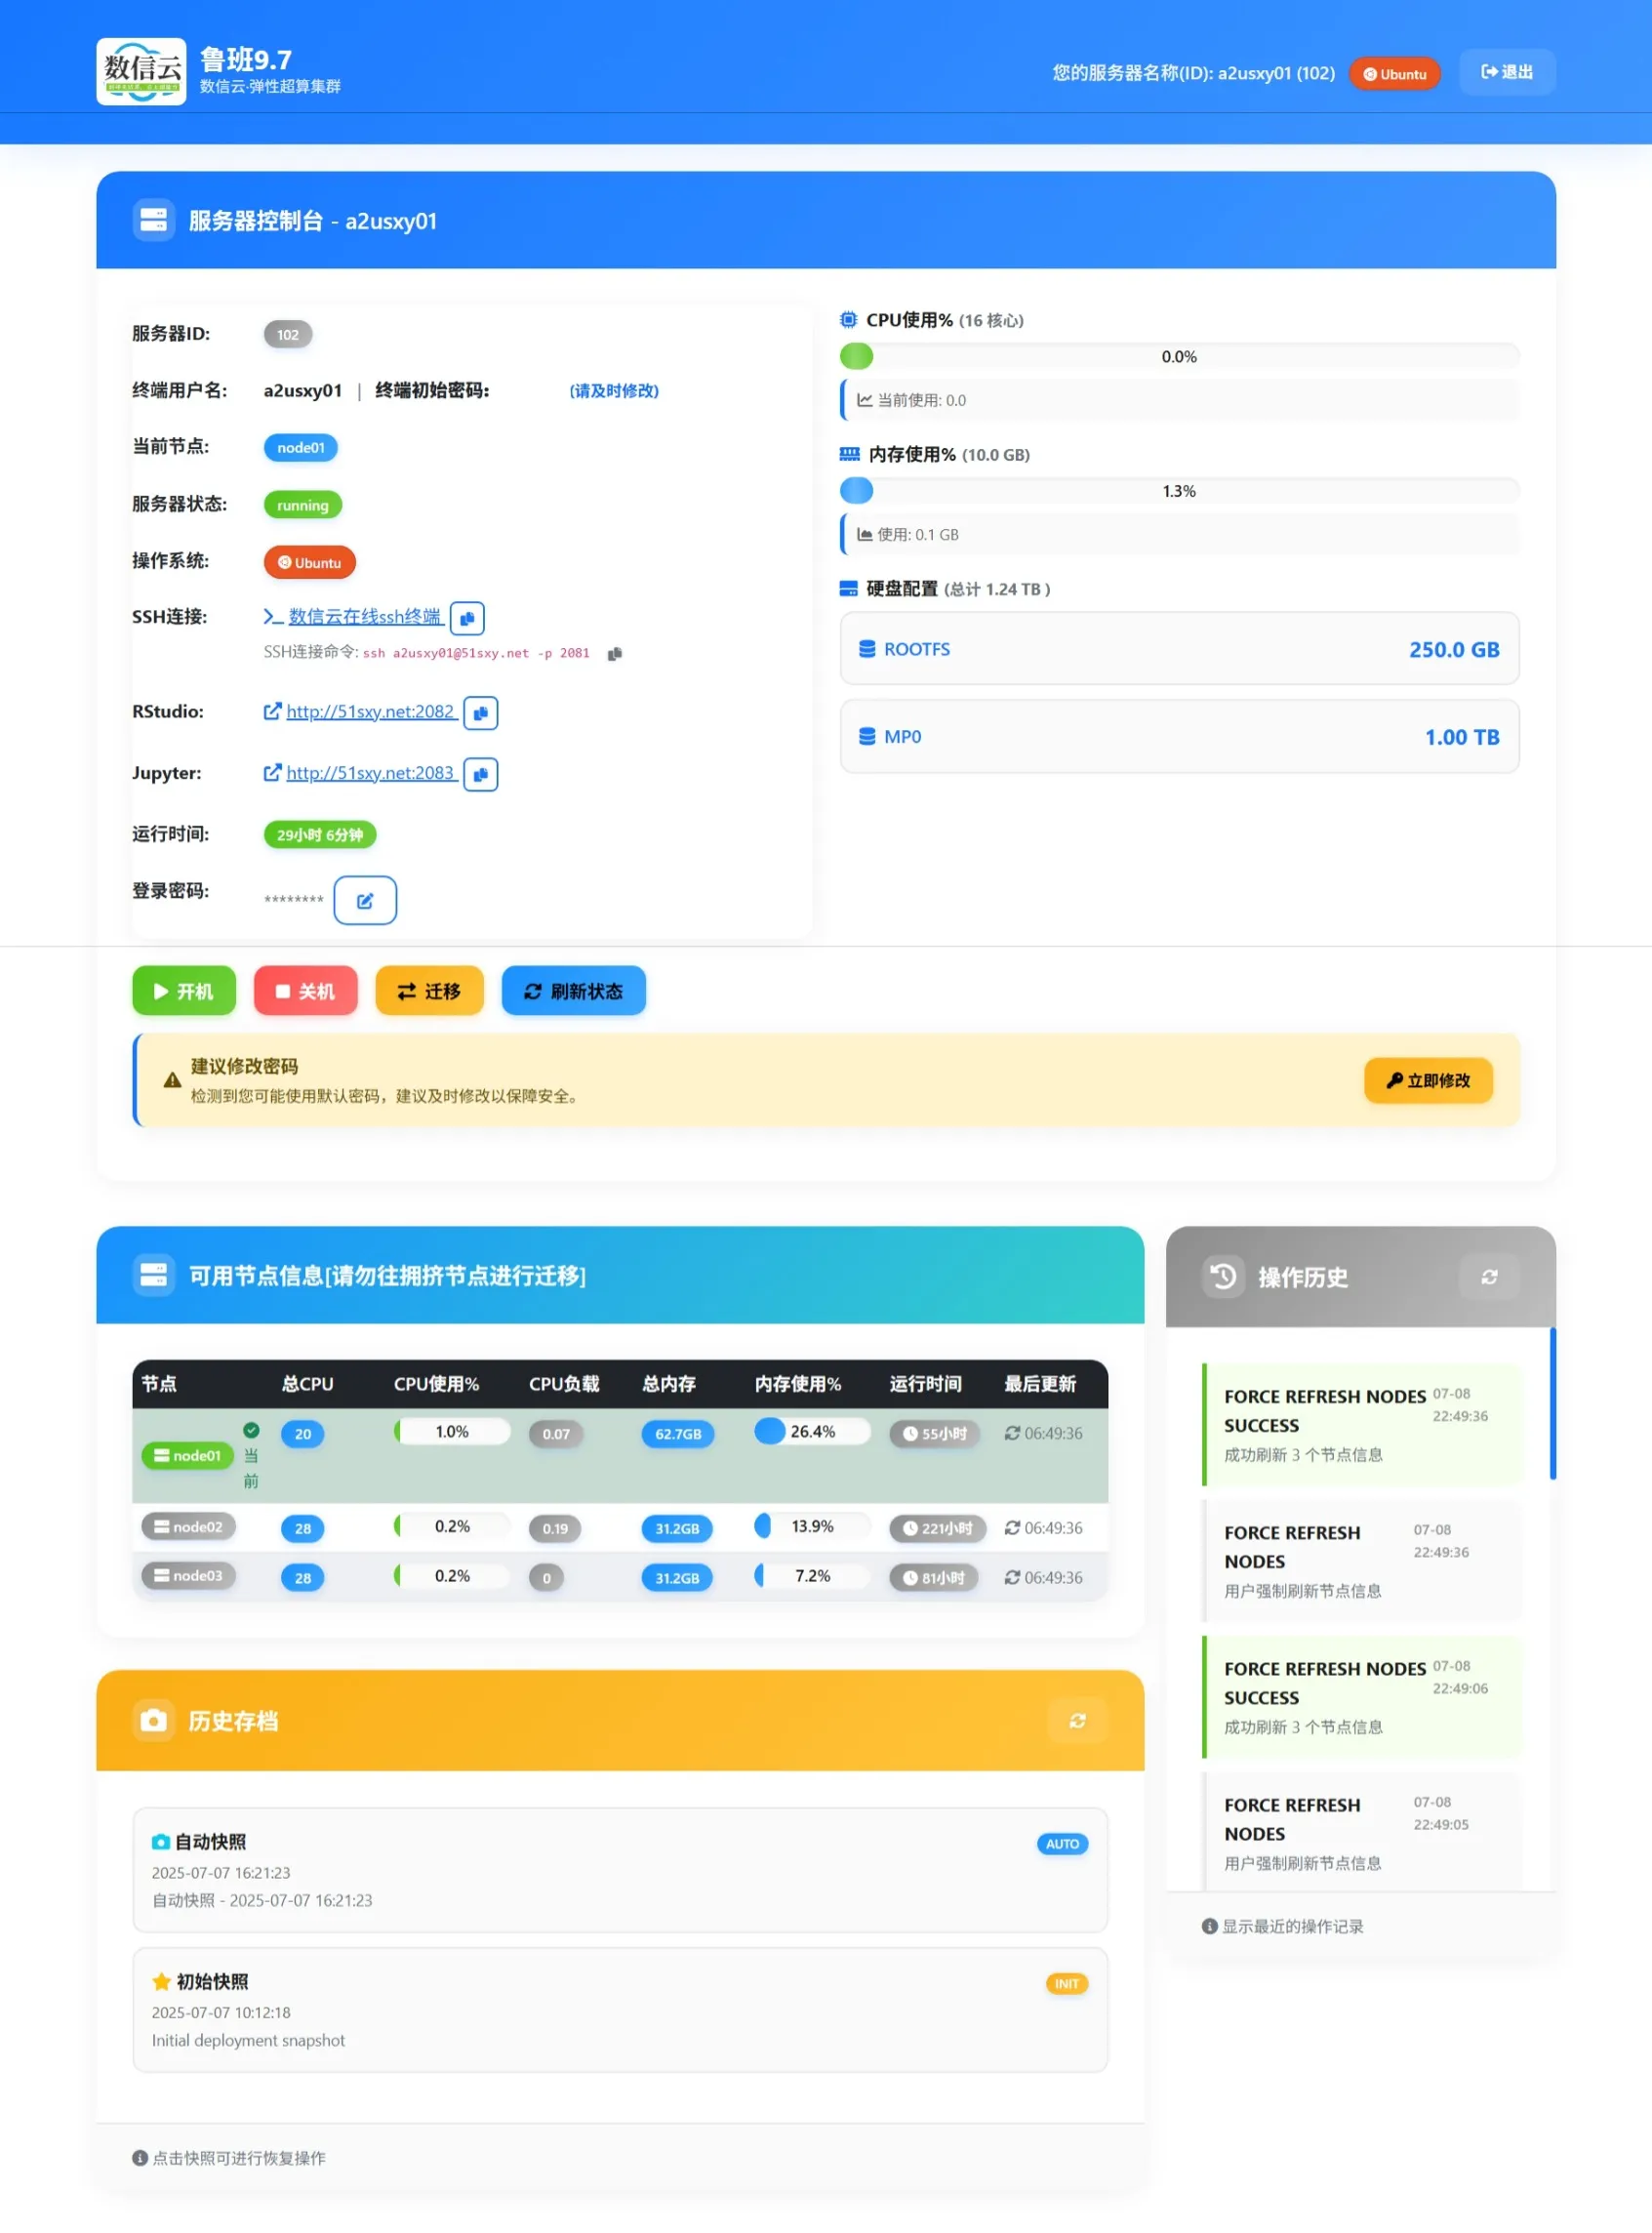 数信云
鲁班9.7
数信云·弹性超算集群
您的服务器名称(ID): a2usxy01 (102)
Ubuntu
退出
服务器控制台 - a2usxy01
服务器ID:
102
终端用户名:
a2usxy01 | 终端初始密码: (请及时修改)
当前节点:
node01
服务器状态:
running
操作系统:
Ubuntu
SSH连接:
数信云在线ssh终端
SSH连接命令: ssh a2usxy01@51sxy.net -p 2081
RStudio:
http://51sxy.net:2082
Jupyter:
http://51sxy.net:2083
运行时间:
29小时 6分钟
登录密码:
********
CPU使用% (16 核心)
0.0%
当前使用: 0.0
内存使用% (10.0 GB)
1.3%
使用: 0.1 GB
硬盘配置 (总计 1.24 TB )
ROOTFS 250.0 GB
MP0 1.00 TB
开机
关机
迁移
刷新状态
建议修改密码
检测到您可能使用默认密码，建议及时修改以保障安全。
立即修改
可用节点信息[请勿往拥挤节点进行迁移]
节点 总CPU CPU使用% CPU负载 总内存 内存使用% 运行时间 最后更新
node01 当前 20 1.0% 0.07 62.7GB 26.4% 55小时 06:49:36
node02 28 0.2% 0.19 31.2GB 13.9% 221小时 06:49:36
node03 28 0.2% 0 31.2GB 7.2% 81小时 06:49:36
历史存档
自动快照
AUTO
2025-07-07 16:21:23
自动快照 - 2025-07-07 16:21:23
初始快照
INIT
2025-07-07 10:12:18
Initial deployment snapshot
点击快照可进行恢复操作
操作历史
FORCE REFRESH NODES
SUCCESS
07-08
22:49:36
成功刷新 3 个节点信息
FORCE REFRESH
NODES
07-08
22:49:36
用户强制刷新节点信息
FORCE REFRESH NODES
SUCCESS
07-08
22:49:06
成功刷新 3 个节点信息
FORCE REFRESH
NODES
07-08
22:49:05
用户强制刷新节点信息
显示最近的操作记录